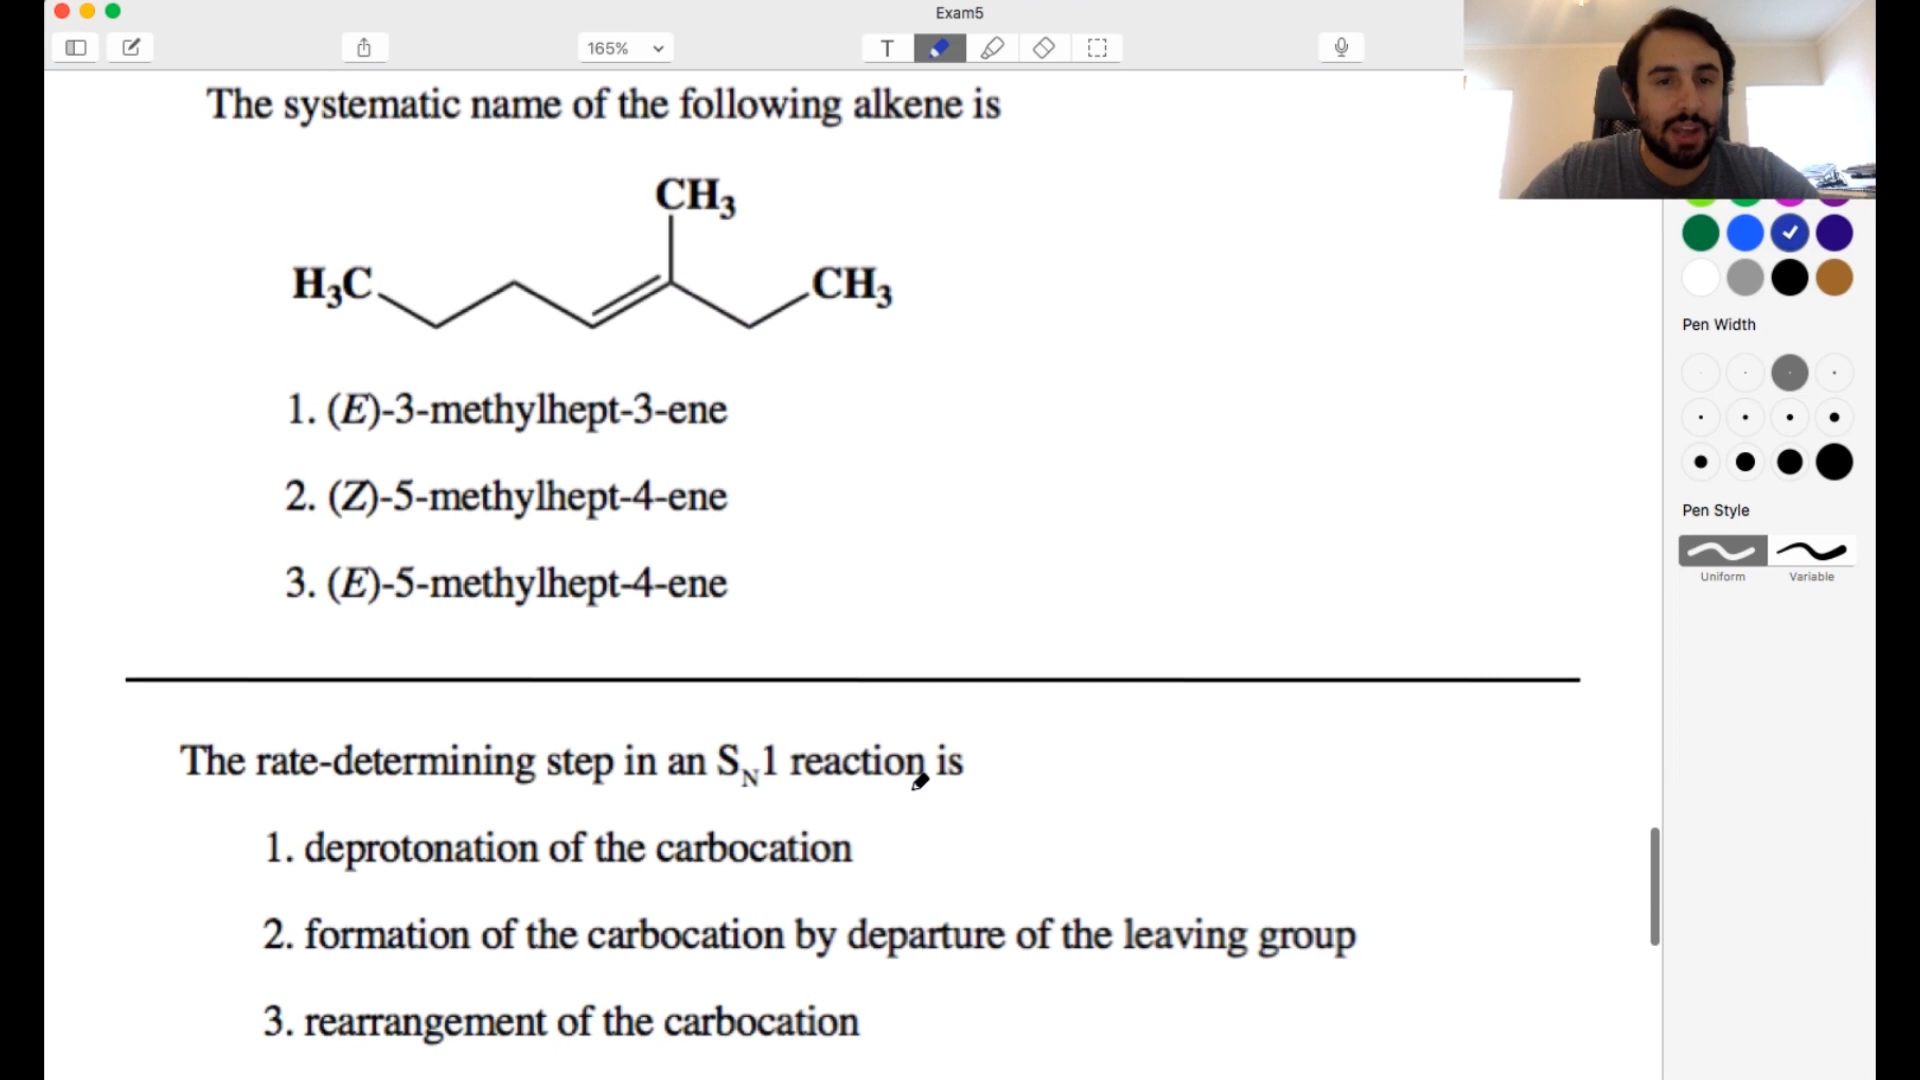 Exam5
165%
T
The systematic name of the following alkene is
CH3
H3C
CH3
1. (E)-3-methylhept-3-ene
2. (Z)-5-methylhept-4-ene
3. (E)-5-methylhept-4-ene
The rate-determining step in an SN1 reaction is
1. deprotonation of the carbocation
2. formation of the carbocation by departure of the leaving group
3. rearrangement of the carbocation
Pen Width
Pen Style
Uniform Variable